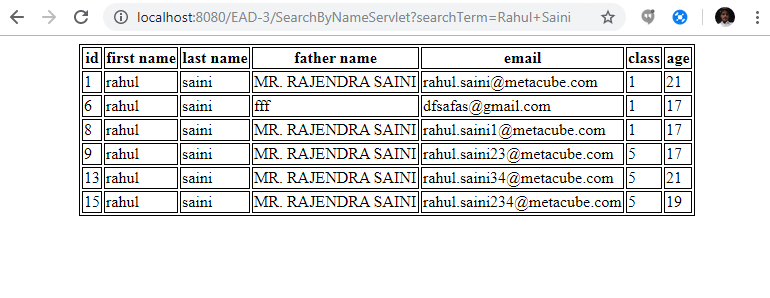 localhost:8080/EAD-3/SearchByNameServlet?searchTerm=Rahul+Saini
id first name last name father name email class age
1 rahul saini MR. RAJENDRA SAINI rahul.saini@metacube.com 1 21
6 rahul saini fff dfsafas@gmail.com 1 17
8 rahul saini MR. RAJENDRA SAINI rahul.saini1@metacube.com 1 17
9 rahul saini MR. RAJENDRA SAINI rahul.saini23@metacube.com 5 17
13 rahul saini MR. RAJENDRA SAINI rahul.saini34@metacube.com 5 21
15 rahul saini MR. RAJENDRA SAINI rahul.saini234@metacube.com 5 19